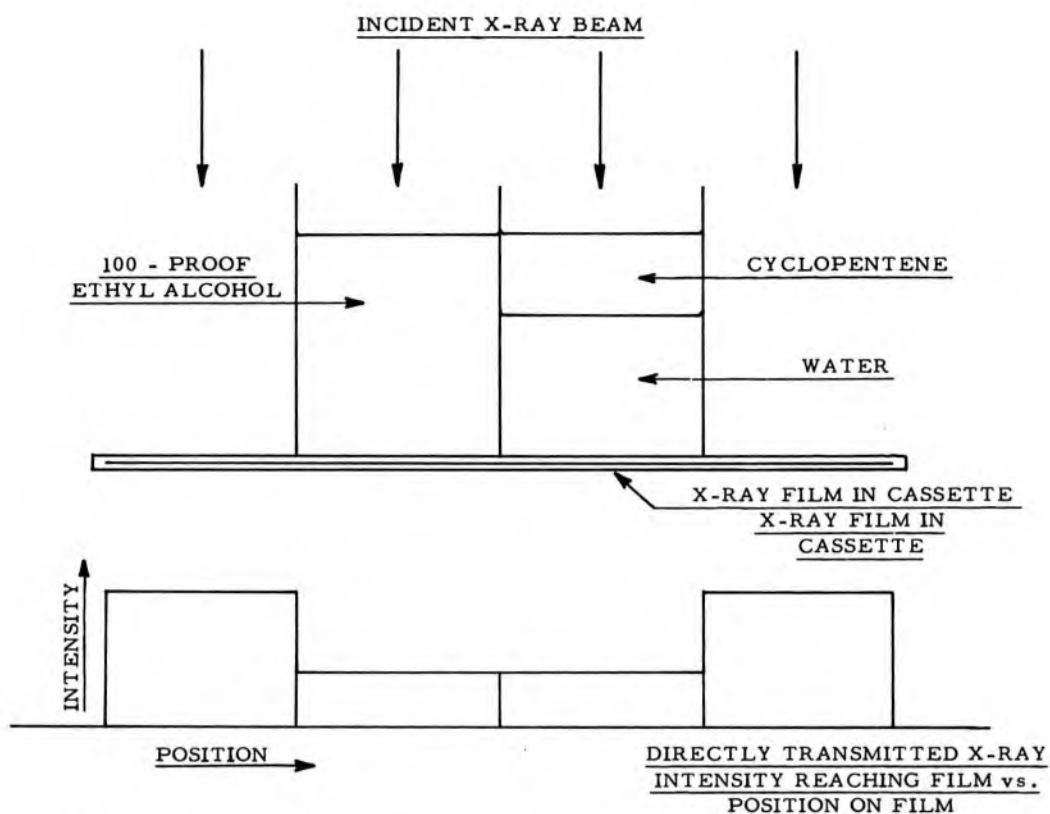 INCIDENT X-RAY BEAM
100 - PROOF
ETHYL ALCOHOL
CYCLOPENTENE
WATER
X-RAY FILM IN CASSETTE
X-RAY FILM IN
CASSETTE
INTENSITY
POSITION
DIRECTLY TRANSMITTED X-RAY
INTENSITY REACHING FILM vs.
POSITION ON FILM